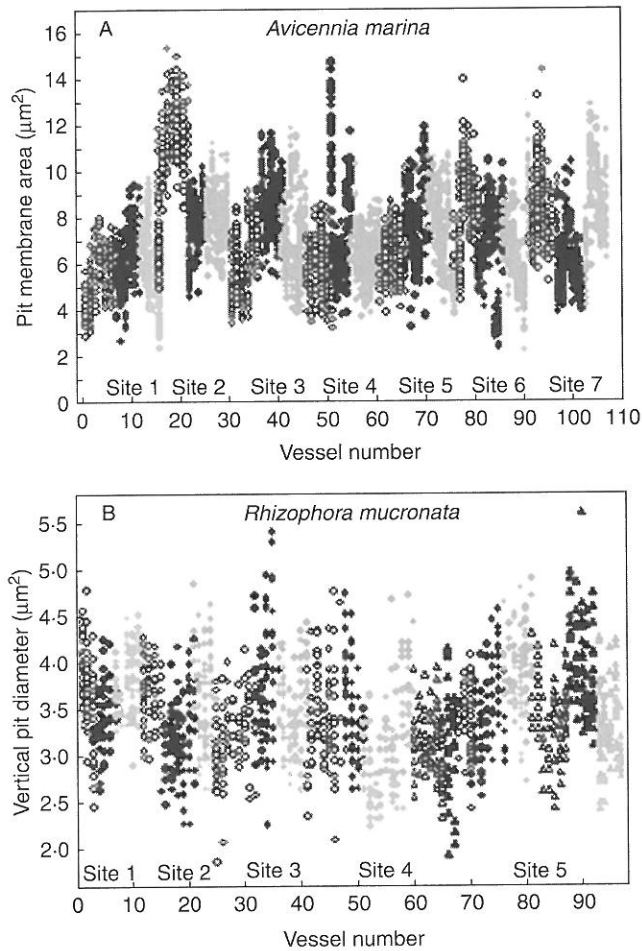 A Avicennia marina
Pit membrane area (μm²)
16
14
12
10
8
6
4
2
0
Site 1 Site 2 Site 3 Site 4 Site 5 Site 6 Site 7
0 10 20 30 40 50 60 70 80 90 100 110
Vessel number
B Rhizophora mucronata
Vertical pit diameter (μm²)
5·5
5·0
4·5
4·0
3·5
3·0
2·5
2·0
Site 1 Site 2 Site 3 Site 4 Site 5
0 10 20 30 40 50 60 70 80 90
Vessel number